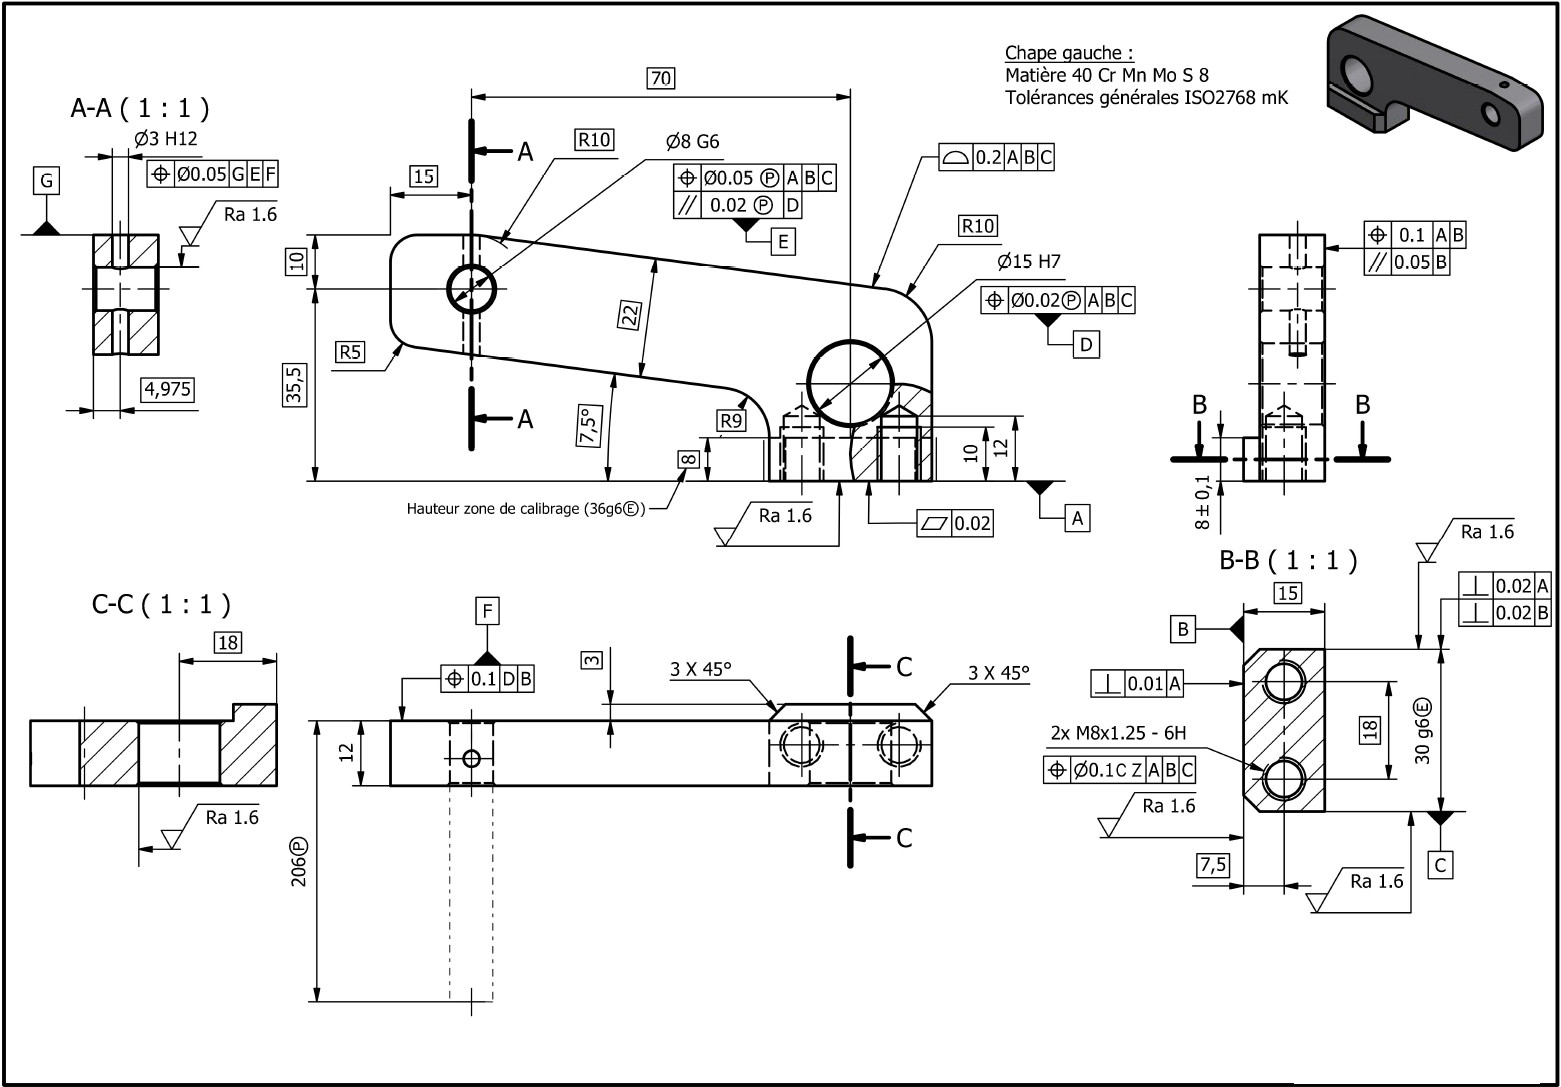 Chape gauche :
Matière 40 Cr Mn Mo S 8
Tolérances générales ISO2768 mK
70
A-A ( 1 : 1 )
Ø3 H12
⌖ Ø0.05 G E F
G
Ra 1.6
4,975
15
A
R10
Ø8 G6
⌖ Ø0.05 Ⓟ A B C
// 0.02 Ⓟ D
E
⌓ 0.2 A B C
R10
Ø15 H7
⌖ Ø0.02Ⓟ A B C
D
⌖ 0.1 A B
// 0.05 B
10
35,5
22
R5
7,5°
A
R9
8
10
12
Hauteur zone de calibrage (36g6Ⓔ)
Ra 1.6
⏥ 0.02
A
B
B
8±0,1
B-B ( 1 : 1 )
Ra 1.6
15
⊥ 0.02 A
⊥ 0.02 B
B
⊥ 0.01 A
2x M8x1.25 - 6H
⌖ Ø0.1C Z A B C
18
30 g6Ⓔ
Ra 1.6
7,5
Ra 1.6
C
C-C ( 1 : 1 )
18
Ra 1.6
F
⌖ 0.1 D B
3
3 X 45°
C
3 X 45°
12
206Ⓟ
C